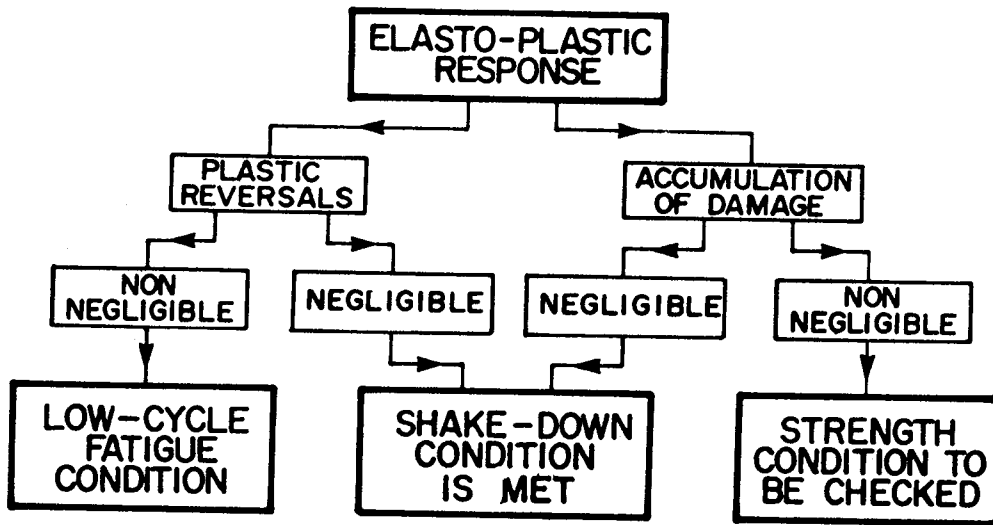 ELASTO-PLASTIC
RESPONSE
PLASTIC
REVERSALS
ACCUMULATION
OF DAMAGE
NON
NEGLIGIBLE
NEGLIGIBLE
NEGLIGIBLE
NON
NEGLIGIBLE
LOW-CYCLE
FATIGUE
CONDITION
SHAKE-DOWN
CONDITION
IS MET
STRENGTH
CONDITION TO
BE CHECKED